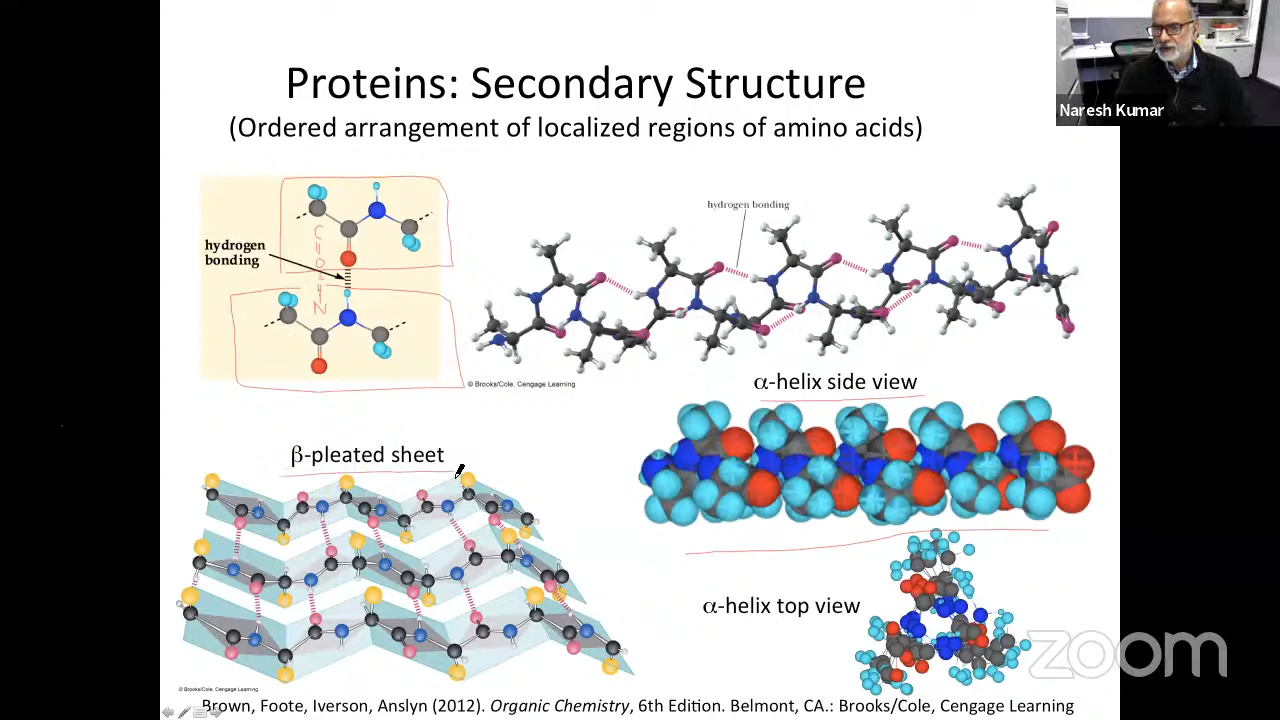 Proteins: Secondary Structure
(Ordered arrangement of localized regions of amino acids)
Naresh Kumar
hydrogen
bonding
C
O
N
hydrogen bonding
© Brooks/Cole, Cengage Learning
α-helix side view
β-pleated sheet
α-helix top view
zoom
© Brooks/Cole, Cengage Learning
Brown, Foote, Iverson, Anslyn (2012). Organic Chemistry, 6th Edition. Belmont, CA.: Brooks/Cole, Cengage Learning